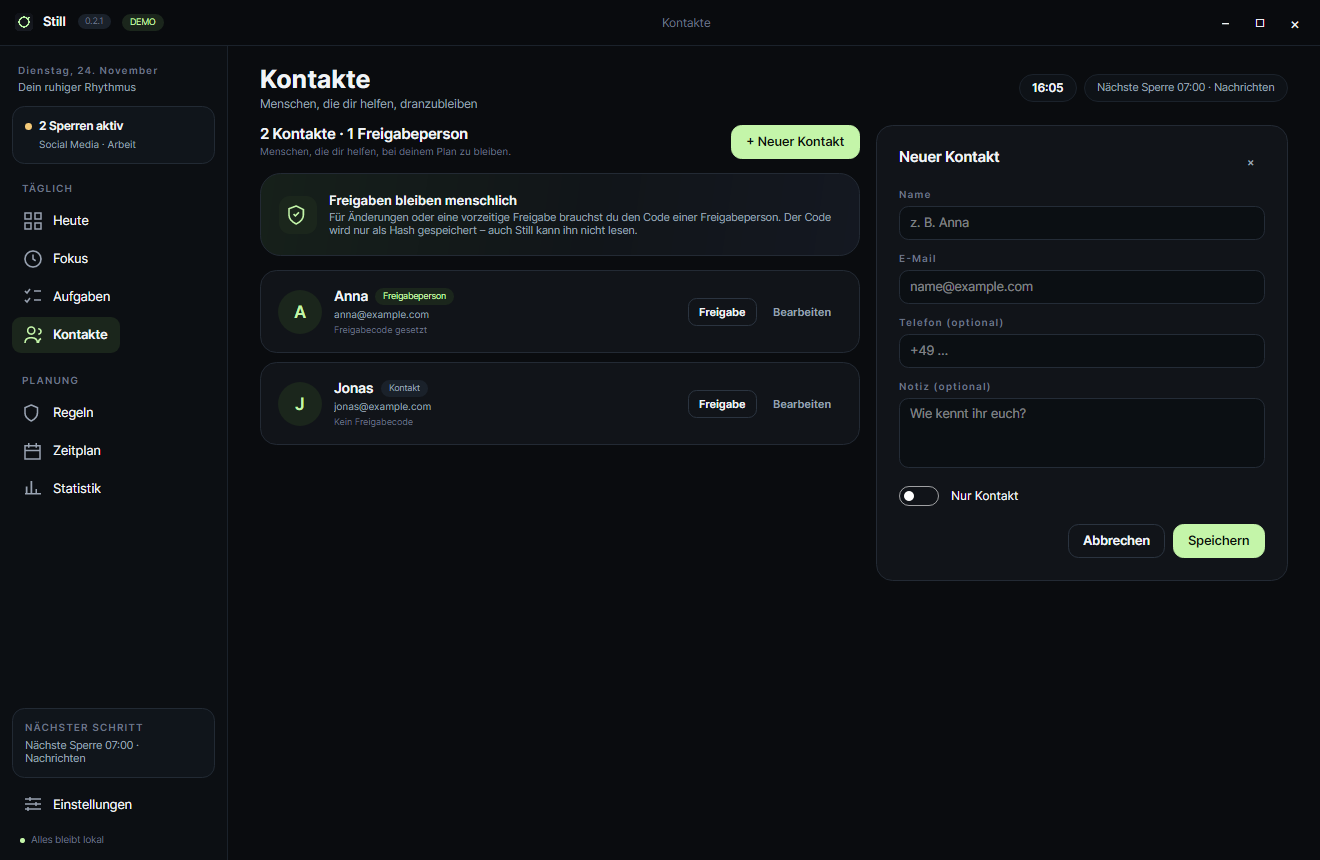 Still 0.2.1 DEMO
Kontakte
Dienstag, 24. November
Dein ruhiger Rhythmus
2 Sperren aktiv
Social Media · Arbeit
TÄGLICH
Heute
Fokus
Aufgaben
Kontakte
PLANUNG
Regeln
Zeitplan
Statistik
NÄCHSTER SCHRITT
Nächste Sperre 07:00 ·
Nachrichten
Einstellungen
Alles bleibt lokal
Kontakte
Menschen, die dir helfen, dranzubleiben
16:05
Nächste Sperre 07:00 · Nachrichten
2 Kontakte · 1 Freigabeperson
Menschen, die dir helfen, bei deinem Plan zu bleiben.
+ Neuer Kontakt
Freigaben bleiben menschlich
Für Änderungen oder eine vorzeitige Freigabe brauchst du den Code einer Freigabeperson. Der Code
wird nur als Hash gespeichert – auch Still kann ihn nicht lesen.
A
Anna Freigabeperson
anna@example.com
Freigabecode gesetzt
Freigabe Bearbeiten
J
Jonas Kontakt
jonas@example.com
Kein Freigabecode
Freigabe Bearbeiten
Neuer Kontakt
Name
z. B. Anna
E-Mail
name@example.com
Telefon (optional)
+49 ...
Notiz (optional)
Wie kennt ihr euch?
Nur Kontakt
Abbrechen Speichern